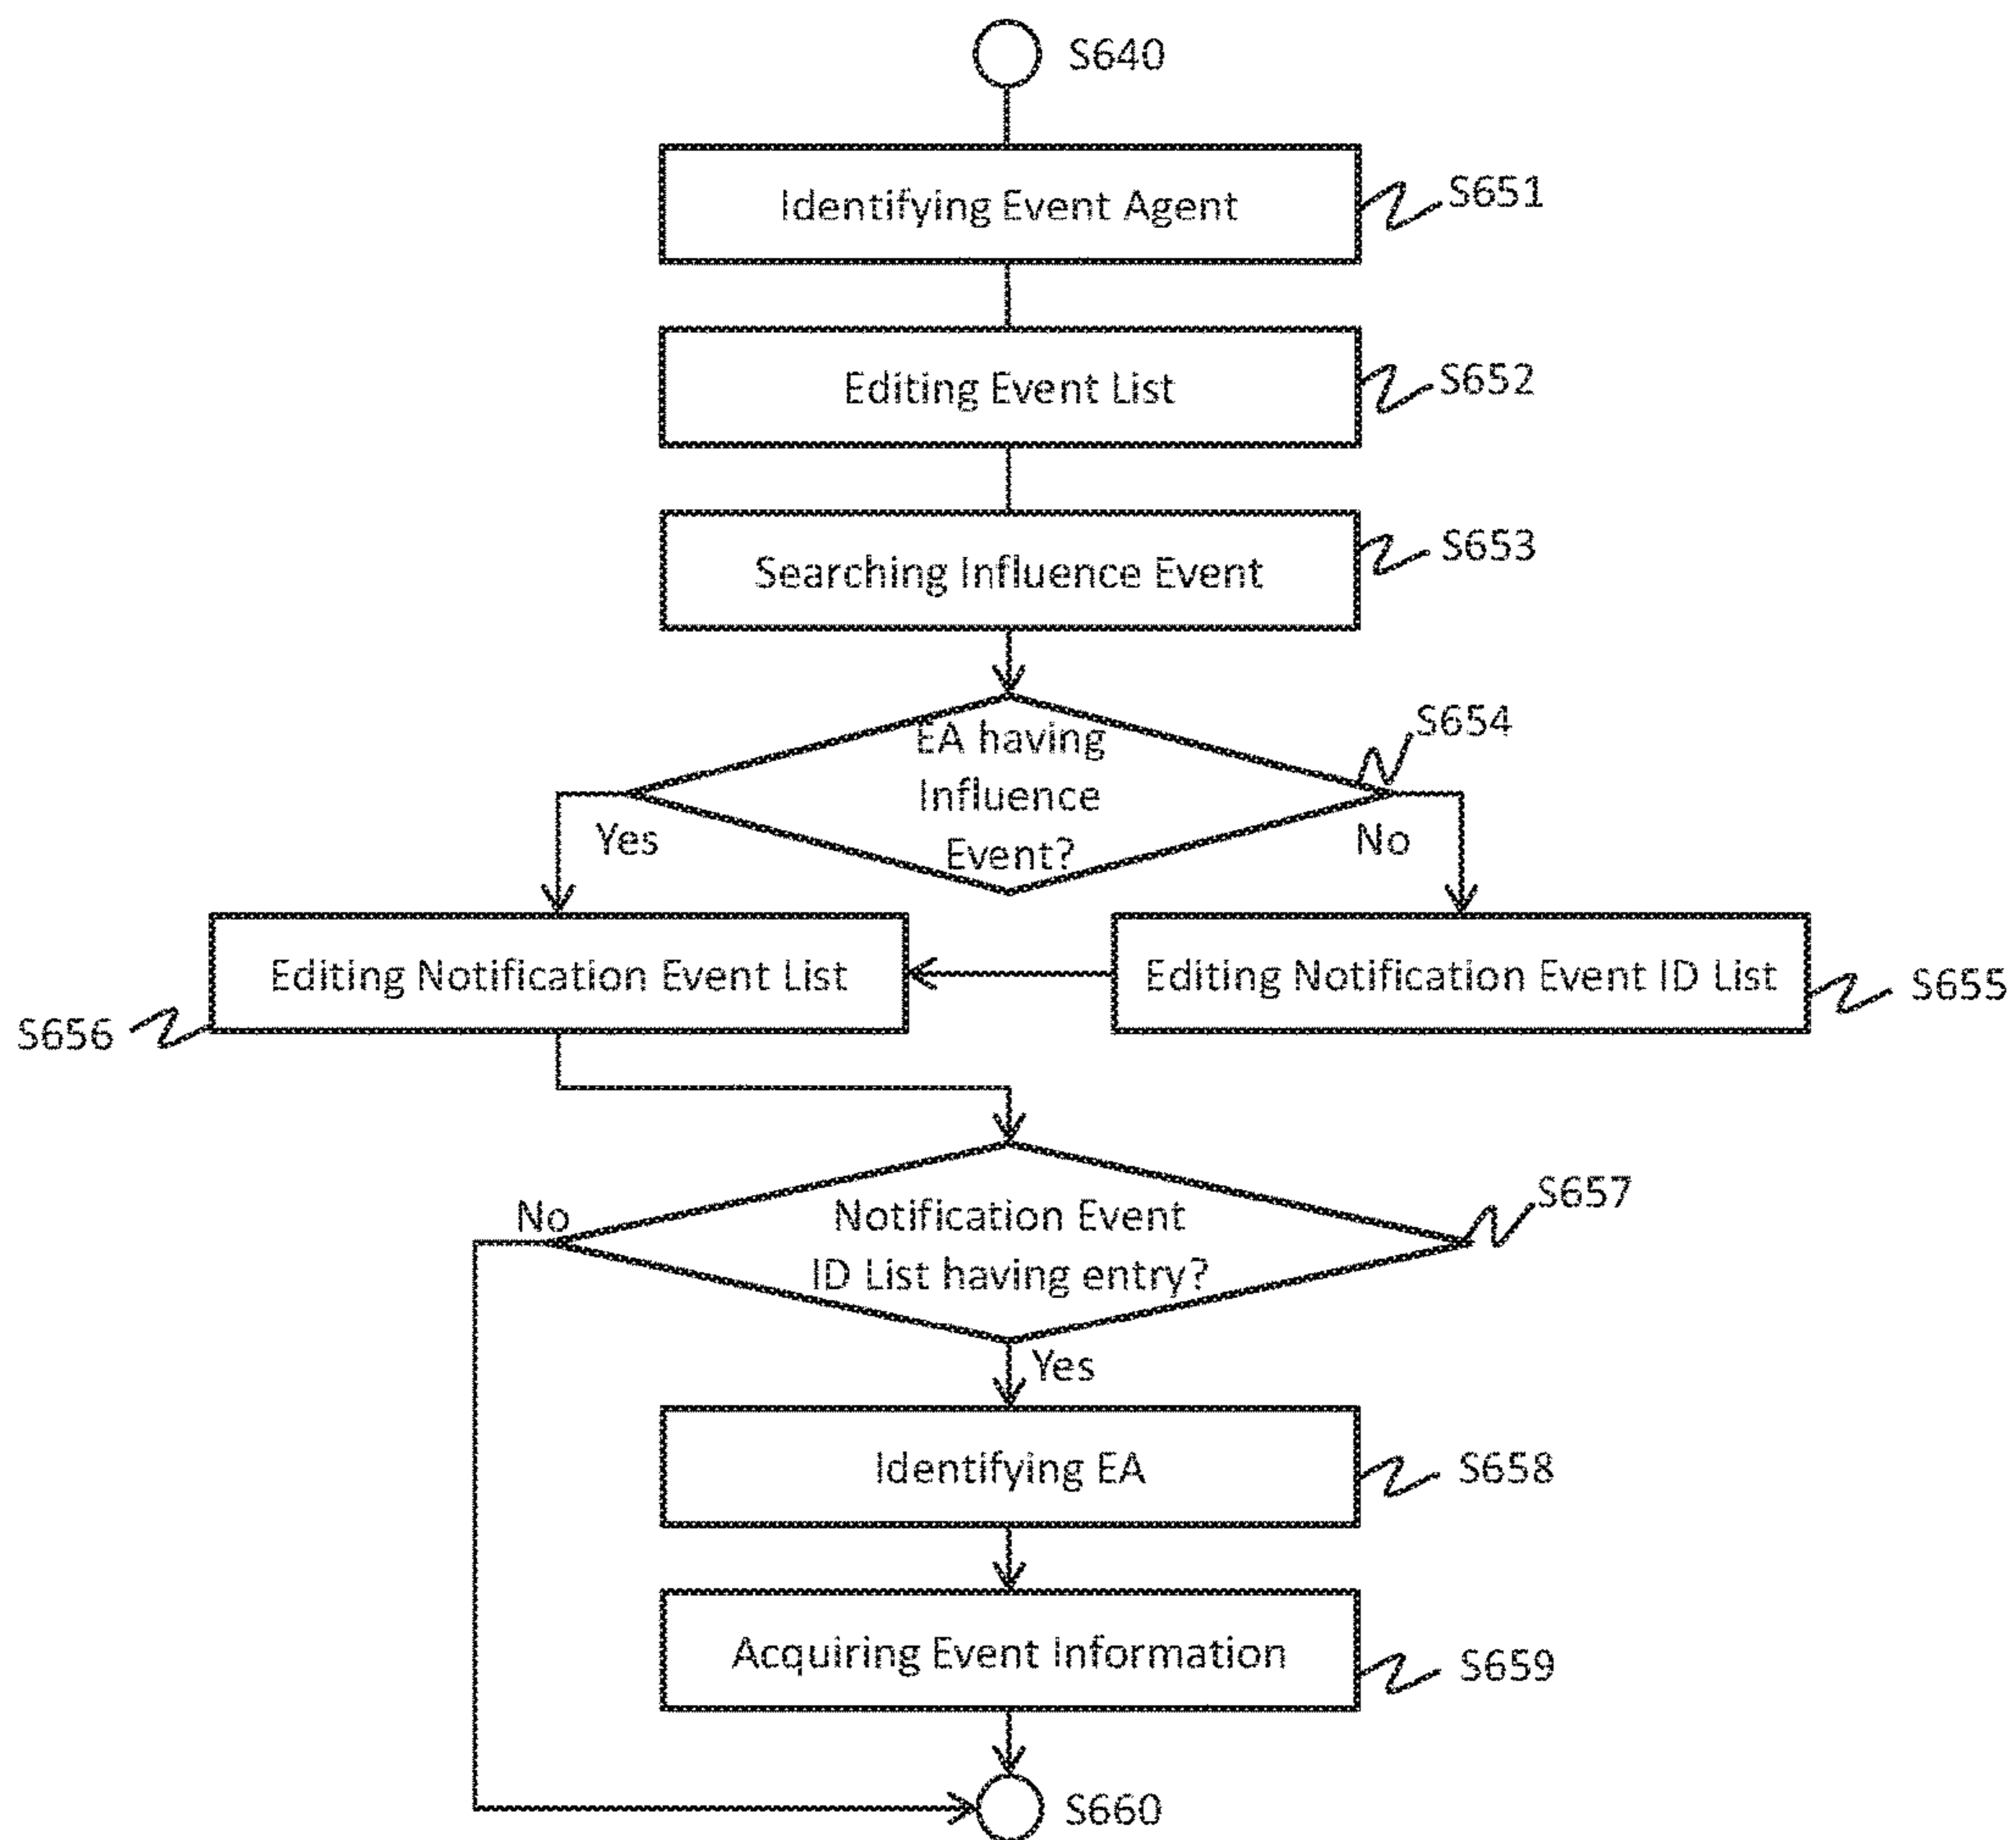 S640
Identifying Event Agent
S651
Editing Event List
S652
Searching Influence Event
S653
EA having
Influence
Event?
S654
Yes
No
Editing Notification Event List
Editing Notification Event ID List
S655
S656
Notification Event
ID List having entry?
S657
No
Yes
Identifying EA
S658
Acquiring Event Information
S659
S660